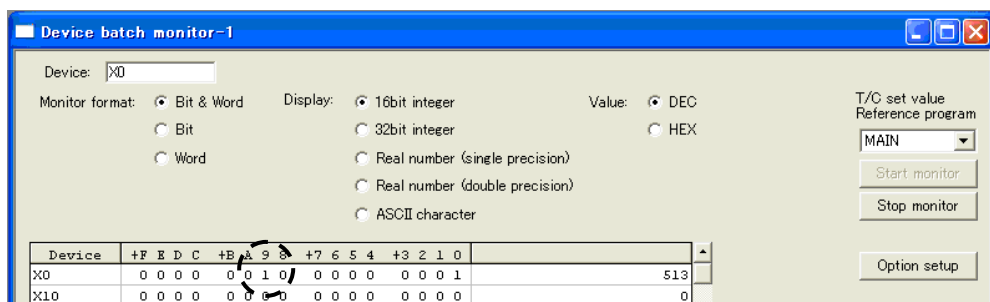 Device batch monitor-1
Device: X0
Monitor format: Bit & Word Display: 16bit integer Value: DEC T/C set value
Bit 32bit integer HEX Reference program
Word Real number (single precision) MAIN
Real number (double precision) Start monitor
ASCII character Stop monitor
Device +F E D C +B A 9 8 +7 6 5 4 +3 2 1 0
X0 0 0 0 0 0 0 1 0 0 0 0 0 0 0 0 1 513 Option setup
X10 0 0 0 0 0 0 0 0 0 0 0 0 0 0 0 0 0